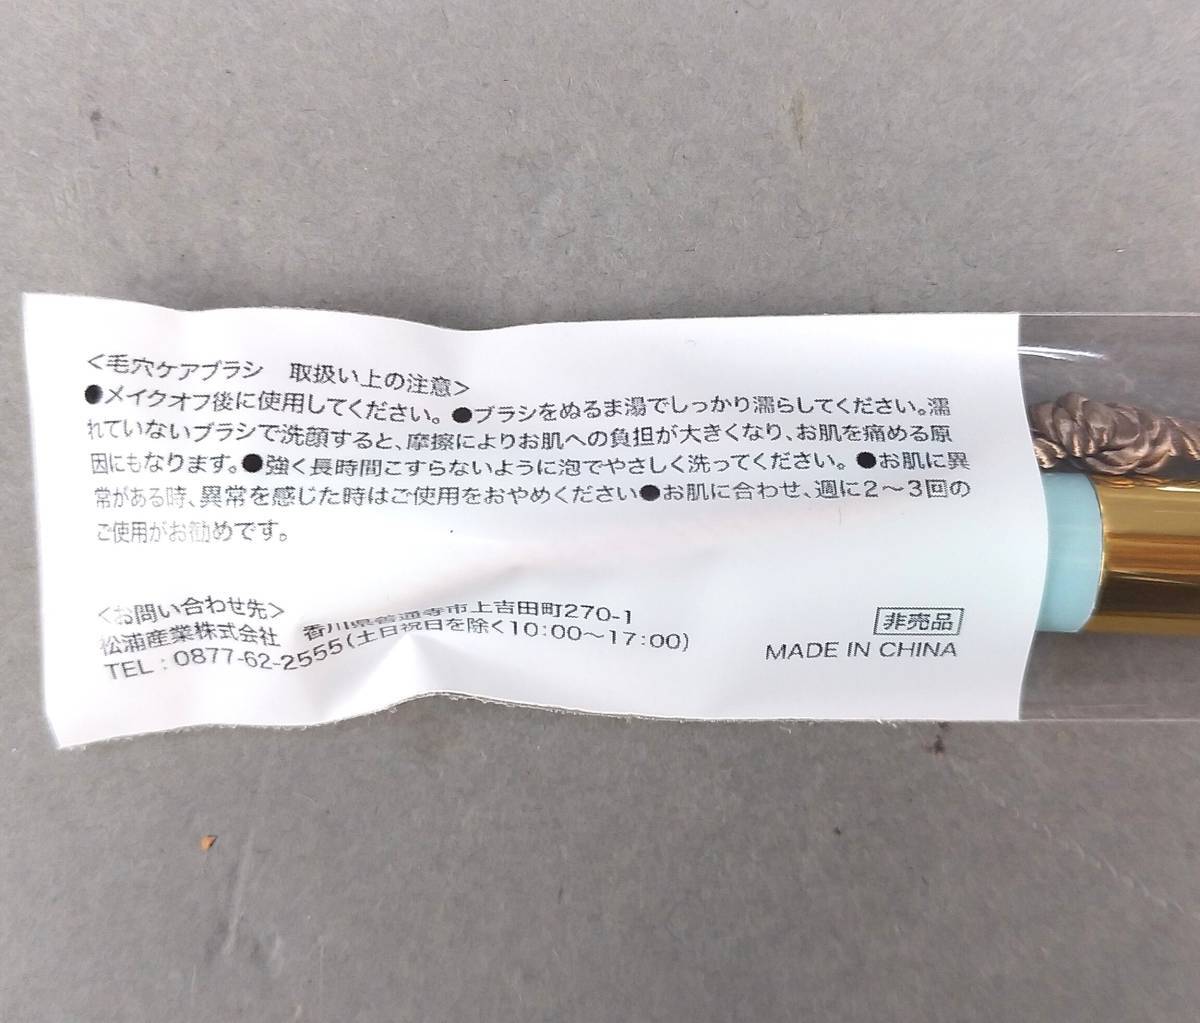 <毛穴ケアブラシ　取扱い上の注意>
●メイクオフ後に使用してください。●ブラシをぬるま湯でしっかり濡らしてください。濡
れていないブラシで洗顔すると、摩擦によりお肌への負担が大きくなり、お肌を痛める原
因にもなります。●強く長時間こすらないように泡でやさしく洗ってください。●お肌に異
常がある時、異常を感じた時はご使用をおやめください●お肌に合わせ、週に2〜3回の
ご使用がお勧めです。
<お問い合わせ先>
松浦産業株式会社　香川県善通寺市上吉田町270-1
TEL：0877-62-2555(土日祝日を除く10:00〜17:00)
非売品
MADE IN CHINA